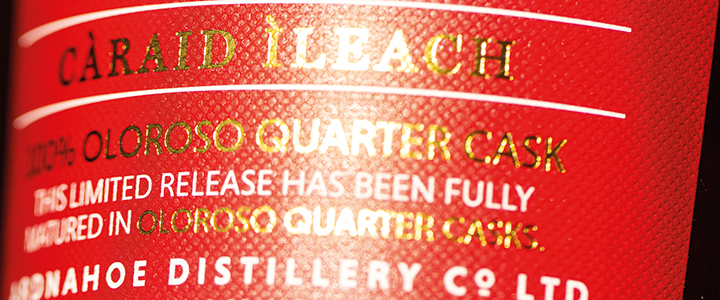 CÀRAID ÌLEACH
100% OLOROSO QUARTER CASK
THIS LIMITED RELEASE HAS BEEN FULLY
MATURED IN OLOROSO QUARTER CASKS.
ARDNAHOE DISTILLERY Cº LTD